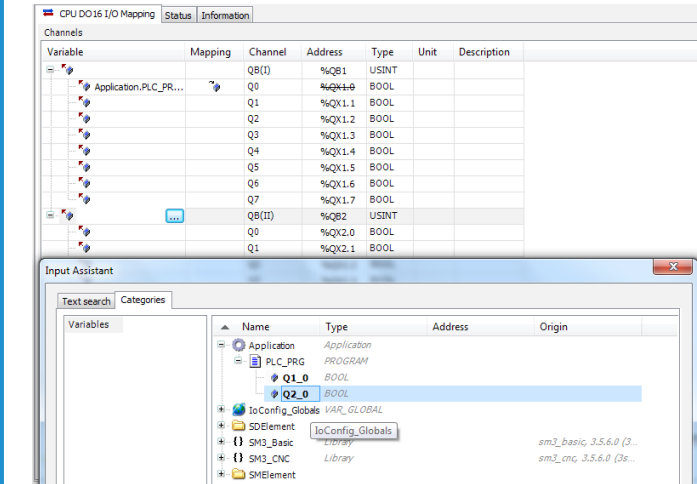 CPU DO16 I/O Mapping Status Information
Channels
Variable Mapping Channel Address Type Unit Description
QB(I) %QB1 USINT
Application.PLC_PR... Q0 %QX1.0 BOOL
Q1 %QX1.1 BOOL
Q2 %QX1.2 BOOL
Q3 %QX1.3 BOOL
Q4 %QX1.4 BOOL
Q5 %QX1.5 BOOL
Q6 %QX1.6 BOOL
Q7 %QX1.7 BOOL
... QB(II) %QB2 USINT
Q0 %QX2.0 BOOL
Q1 %QX2.1 BOOL
Input Assistant
Text search Categories
Variables Name Type Address Origin
Application Application
PLC_PRG PROGRAM
Q1_0 BOOL
Q2_0 BOOL
IoConfig_Globals VAR_GLOBAL
SDElement IoConfig_Globals
SM3_Basic Library sm3_basic, 3.5.6.0 (3...
SM3_CNC Library sm3_cnc, 3.5.6.0 (3s...
SMElement